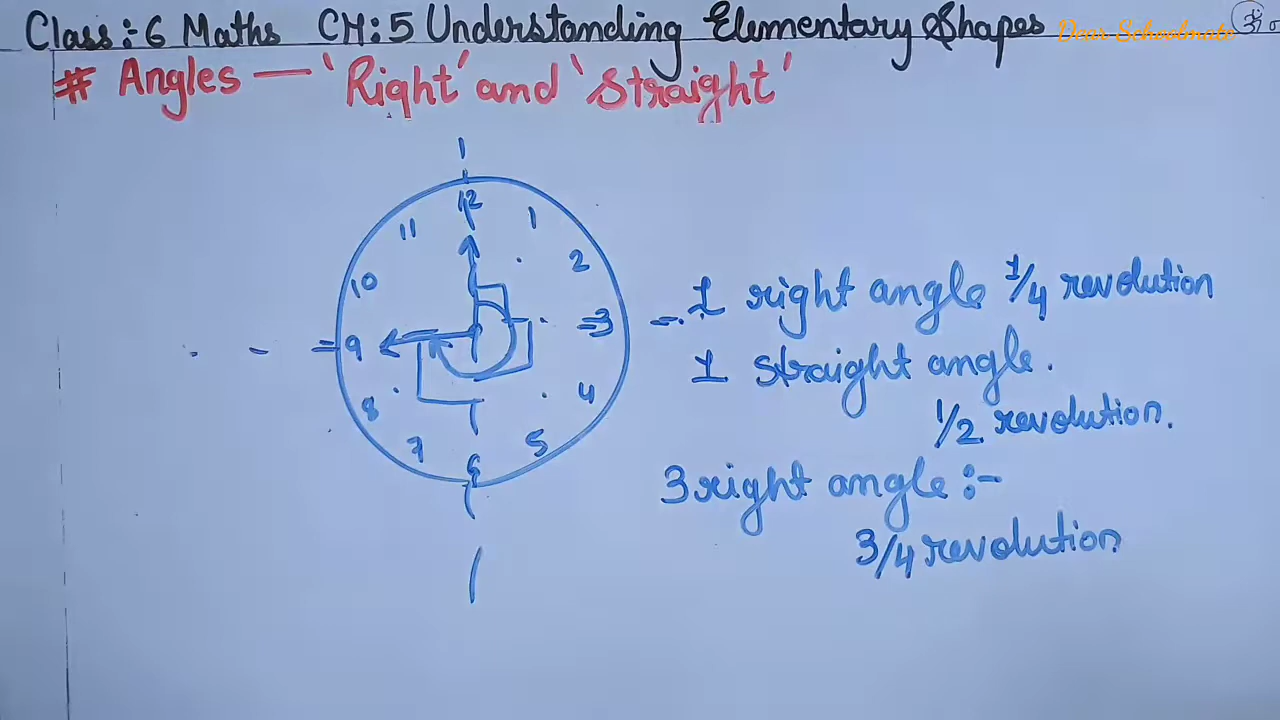 Class:- 6 Maths CH:5 Understanding Elementary Shapes
Dear Schoolmate
# Angles — 'Right' and 'Straight'
12
11 1
10 2
9 3
8 4
7 5
6
1 right angle 1/4 revolution
1 straight angle.
1/2 revolution.
3 right angle :-
3/4 revolution